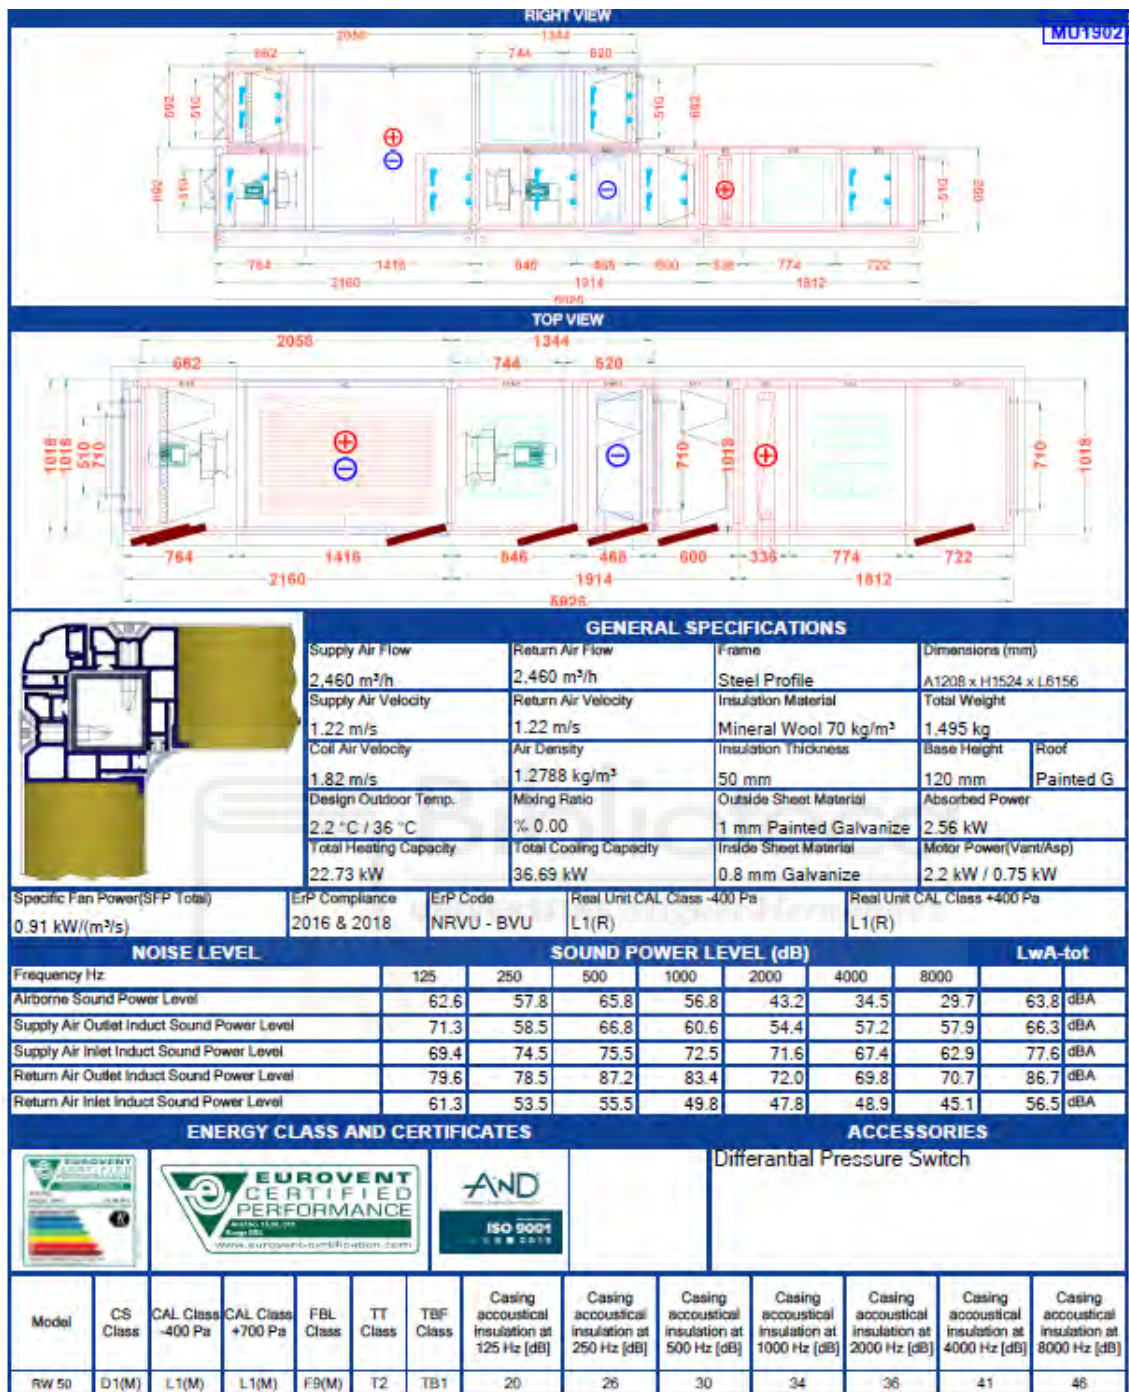 RIGHT VIEW
MU1902
2058 1344
662 744 620
692 510 510 692
692 510 510 692
764 1416 846 468 600 336 774 722
2160 1914 1812
TOP VIEW
2058 1344
662 744 520
1018 1018 510 710 710 1018 710 1018
764 1416 846 468 600 336 774 722
2160 1914 1812
5926
GENERAL SPECIFICATIONS
Supply Air Flow Return Air Flow Frame Dimensions (mm)
2,460 m³/h 2,460 m³/h Steel Profile A1208 x H1524 x L6156
Supply Air Velocity Return Air Velocity Insulation Material Total Weight
1.22 m/s 1.22 m/s Mineral Wool 70 kg/m³ 1.495 kg
Coil Air Velocity Air Density Insulation Thickness Base Height Roof
1.82 m/s 1.2788 kg/m³ 50 mm 120 mm Painted G
Design Outdoor Temp. Mixing Ratio Outside Sheet Material Absorbed Power
2.2 °C / 36 °C % 0.00 1 mm Painted Galvanize 2.56 kW
Total Heating Capacity Total Cooling Capacity Inside Sheet Material Motor Power(Vant/Asp)
22.73 kW 36.69 kW 0.8 mm Galvanize 2.2 kW / 0.75 kW
Specific Fan Power(SFP Total) ErP Compliance ErP Code Real Unit CAL Class -400 Pa Real Unit CAL Class +400 Pa
0.91 kW/(m³/s) 2016 & 2018 NRVU - BVU L1(R) L1(R)
NOISE LEVEL SOUND POWER LEVEL (dB) LwA-tot
Frequency Hz 125 250 500 1000 2000 4000 8000
Airborne Sound Power Level 62.6 57.8 65.8 56.8 43.2 34.5 29.7 63.8 dBA
Supply Air Outlet Induct Sound Power Level 71.3 58.5 66.8 60.6 54.4 57.2 57.9 66.3 dBA
Supply Air Inlet Induct Sound Power Level 69.4 74.5 75.5 72.5 71.6 67.4 62.9 77.6 dBA
Return Air Outlet Induct Sound Power Level 79.6 78.5 87.2 83.4 72.0 69.8 70.7 86.7 dBA
Return Air Inlet Induct Sound Power Level 61.3 53.5 55.5 49.8 47.8 48.9 45.1 56.5 dBA
ENERGY CLASS AND CERTIFICATES ACCESSORIES
Differantial Pressure Switch
EUROVENT
CERTIFIED
PERFORMANCE
www.eurovent-certification.com
AND
ISO 9001
Model CS Class CAL Class -400 Pa CAL Class +700 Pa FBL Class TT Class TBF Class Casing accoustical insulation at 125 Hz [dB] Casing accoustical insulation at 250 Hz [dB] Casing accoustical insulation at 500 Hz [dB] Casing accoustical insulation at 1000 Hz [dB] Casing accoustical insulation at 2000 Hz [dB] Casing accoustical insulation at 4000 Hz [dB] Casing accoustical insulation at 8000 Hz [dB]
RW 50 D1(M) L1(M) L1(M) F9(M) T2 TB1 20 26 30 34 36 41 46